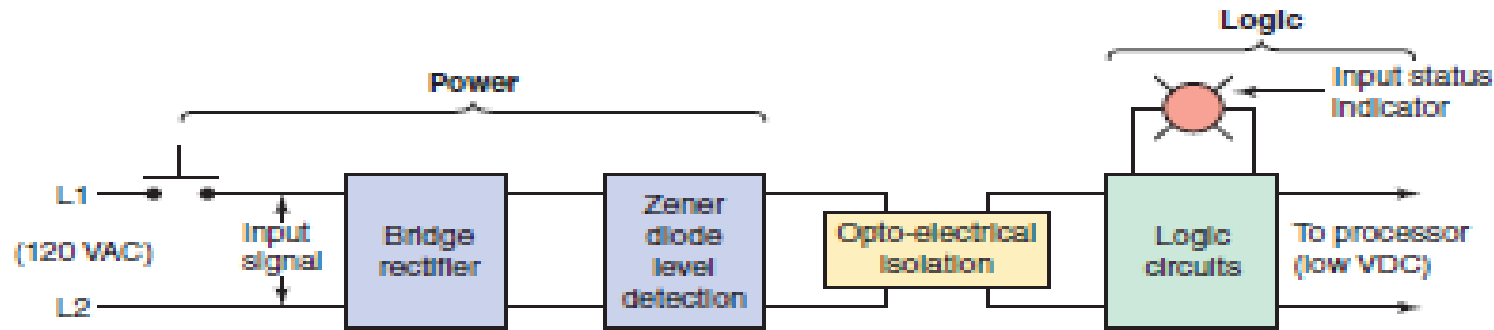 Logic
Input status
indicator
Power
L1
(120 VAC)
L2
Input
signal
Bridge
rectifier
Zener
diode
level
detection
Opto-electrical
isolation
Logic
circuits
To processor
(low VDC)